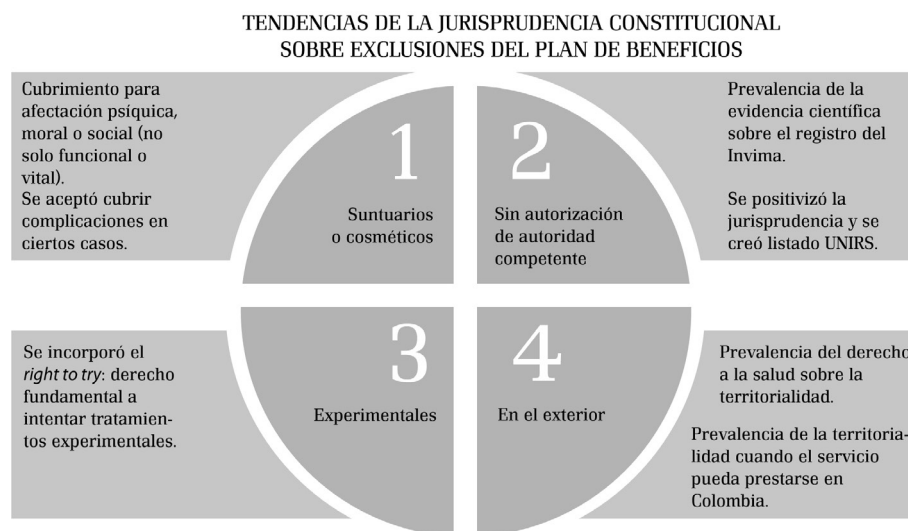 TENDENCIAS DE LA JURISPRUDENCIA CONSTITUCIONAL
SOBRE EXCLUSIONES DEL PLAN DE BENEFICIOS
Cubrimiento para
afectación psíquica,
moral o social (no
solo funcional o
vital).
Se aceptó cubrir
complicaciones en
ciertos casos.
1
Suntuarios
o cosméticos
2
Sin autorización
de autoridad
competente
Prevalencia de la
evidencia científica
sobre el registro del
Invima.
Se positivizó la
jurisprudencia y se
creó listado UNIRS.
Se incorporó el
right to try: derecho
fundamental a
intentar tratamien-
tos experimentales.
3
Experimentales
4
En el exterior
Prevalencia del derecho
a la salud sobre la
territorialidad.
Prevalencia de la territoria-
lidad cuando el servicio
pueda prestarse en
Colombia.